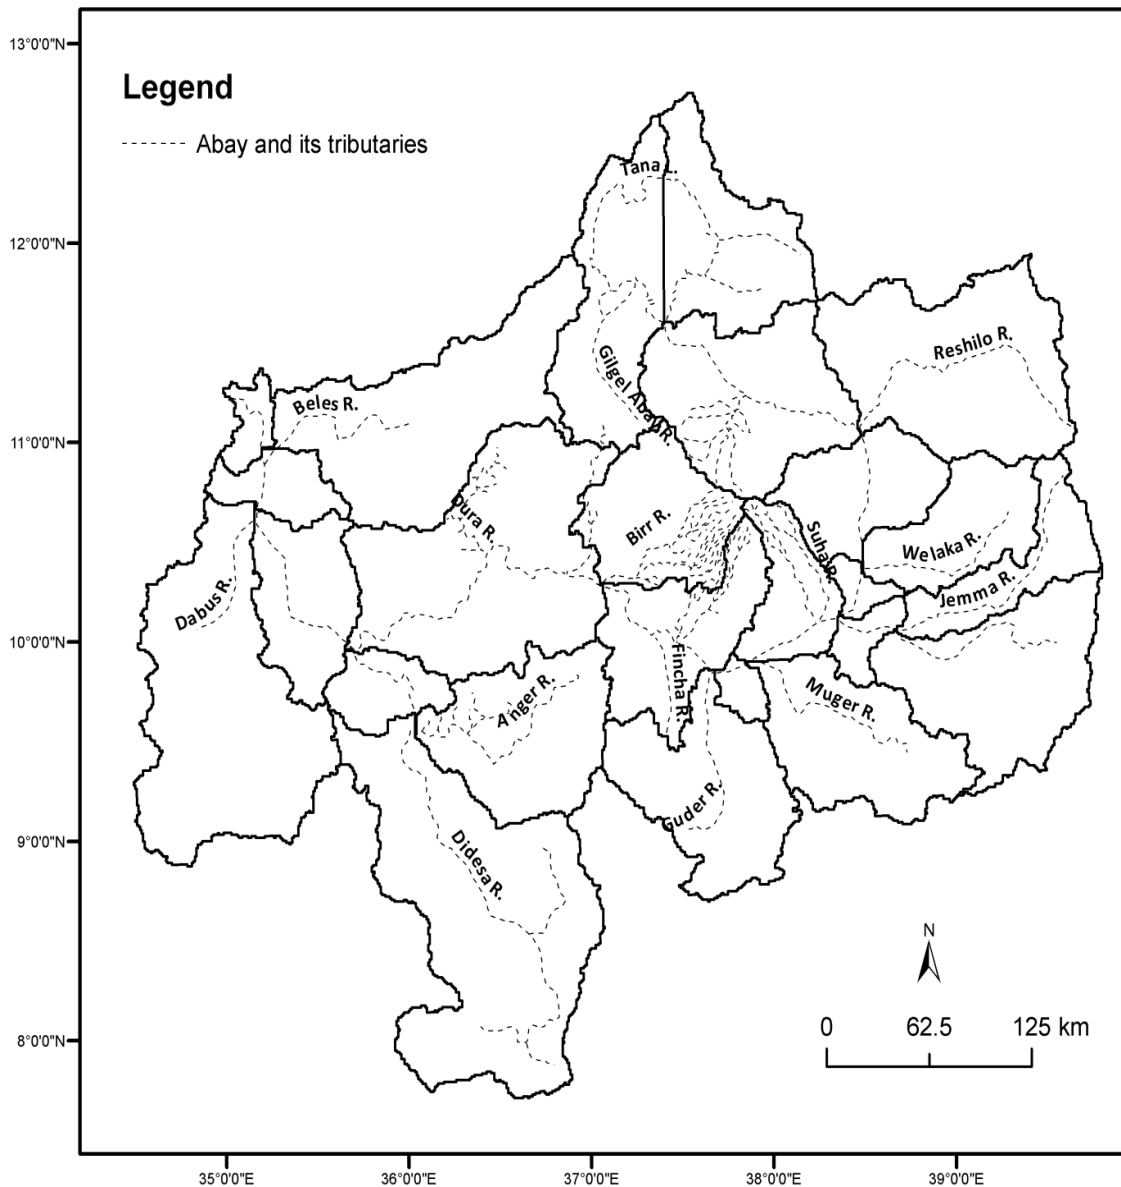 13°0'0"N
Legend
Abay and its tributaries
Tana L.
12°0'0"N
Reshilo R.
Gilgel Abay R.
Beles R.
11°0'0"N
Dura R.
Birr R.
Suha R.
Welaka R.
Dabus R.
Jemma R.
10°0'0"N
Fincha R.
Anger R.
Muger R.
Guder R.
9°0'0"N
Didesa R.
N
0 62.5 125 km
8°0'0"N
35°0'0"E 36°0'0"E 37°0'0"E 38°0'0"E 39°0'0"E